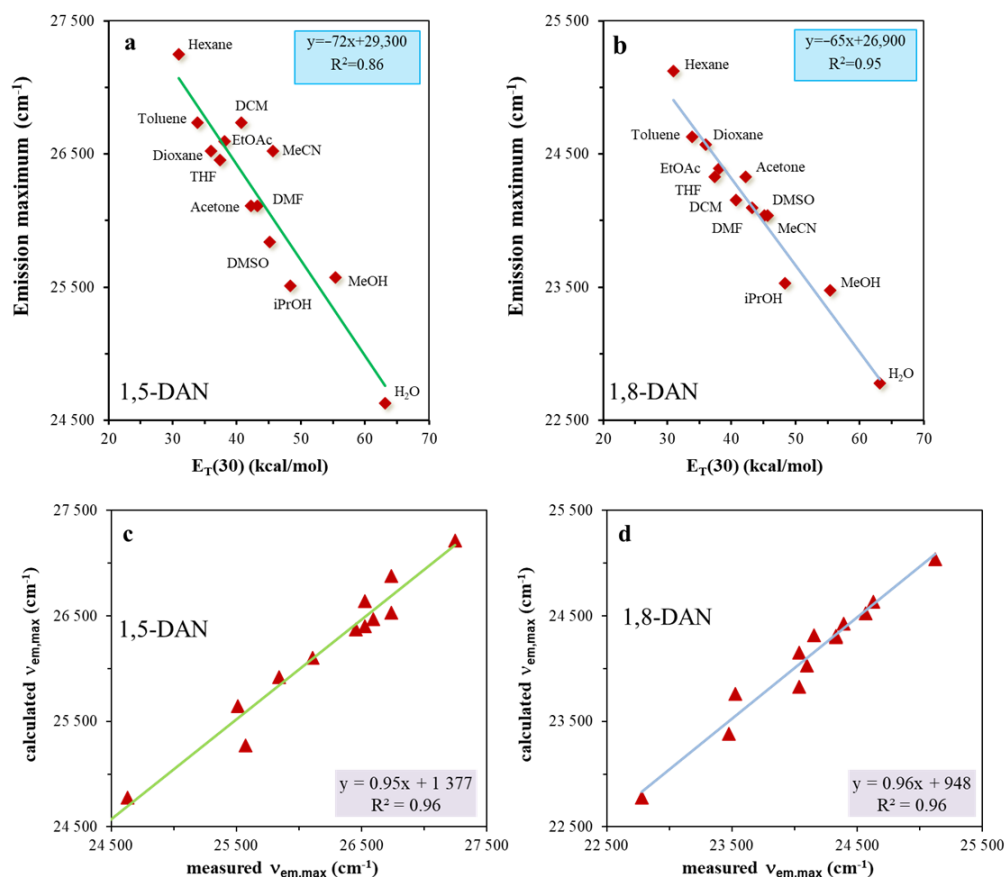 27 500
26 500
25 500
24 500
Emission maximum (cm-1)
a
y=–72x+29,300
R2=0.86
Hexane
Toluene
DCM
EtOAc
Dioxane
MeCN
THF
Acetone
DMF
DMSO
iPrOH
MeOH
H2O
1,5-DAN
20 30 40 50 60 70
ET(30) (kcal/mol)
25 500
24 500
23 500
22 500
Emission maximum (cm-1)
b
y=–65x+26,900
R2=0.95
Hexane
Toluene
Dioxane
EtOAc
Acetone
THF
DCM
DMSO
DMF
MeCN
iPrOH
MeOH
H2O
1,8-DAN
20 30 40 50 60 70
ET(30) (kcal/mol)
27 500
26 500
25 500
24 500
calculated νem,max (cm-1)
c
1,5-DAN
y = 0.95x + 1 377
R2 = 0.96
24 500 25 500 26 500 27 500
measured νem,max (cm-1)
25 500
24 500
23 500
22 500
calculated νem,max (cm-1)
d
1,8-DAN
y = 0.96x + 948
R2 = 0.96
22 500 23 500 24 500 25 500
measured νem,max (cm-1)